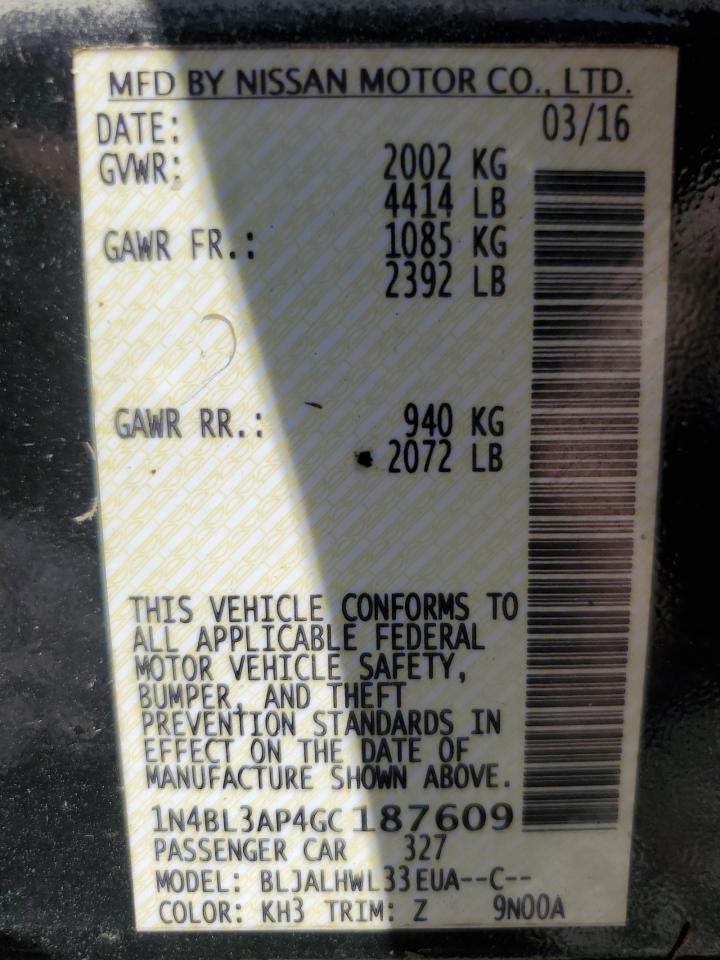 MFD BY NISSAN MOTOR CO., LTD.
DATE: 03/16
GVWR: 2002 KG
4414 LB
GAWR FR.: 1085 KG
2392 LB
GAWR RR.: 940 KG
2072 LB
THIS VEHICLE CONFORMS TO
ALL APPLICABLE FEDERAL
MOTOR VEHICLE SAFETY,
BUMPER, AND THEFT
PREVENTION STANDARDS IN
EFFECT ON THE DATE OF
MANUFACTURE SHOWN ABOVE.
1N4BL3AP4GC187609
PASSENGER CAR 327
MODEL: BLJALHWL33EUA--C--
COLOR: KH3 TRIM: Z 9N00A